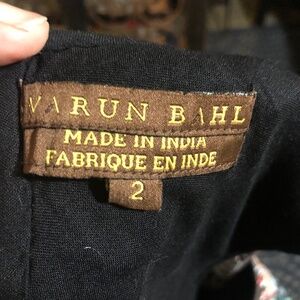 VARUN BAHL
MADE IN INDIA
FABRIQUE EN INDE
2